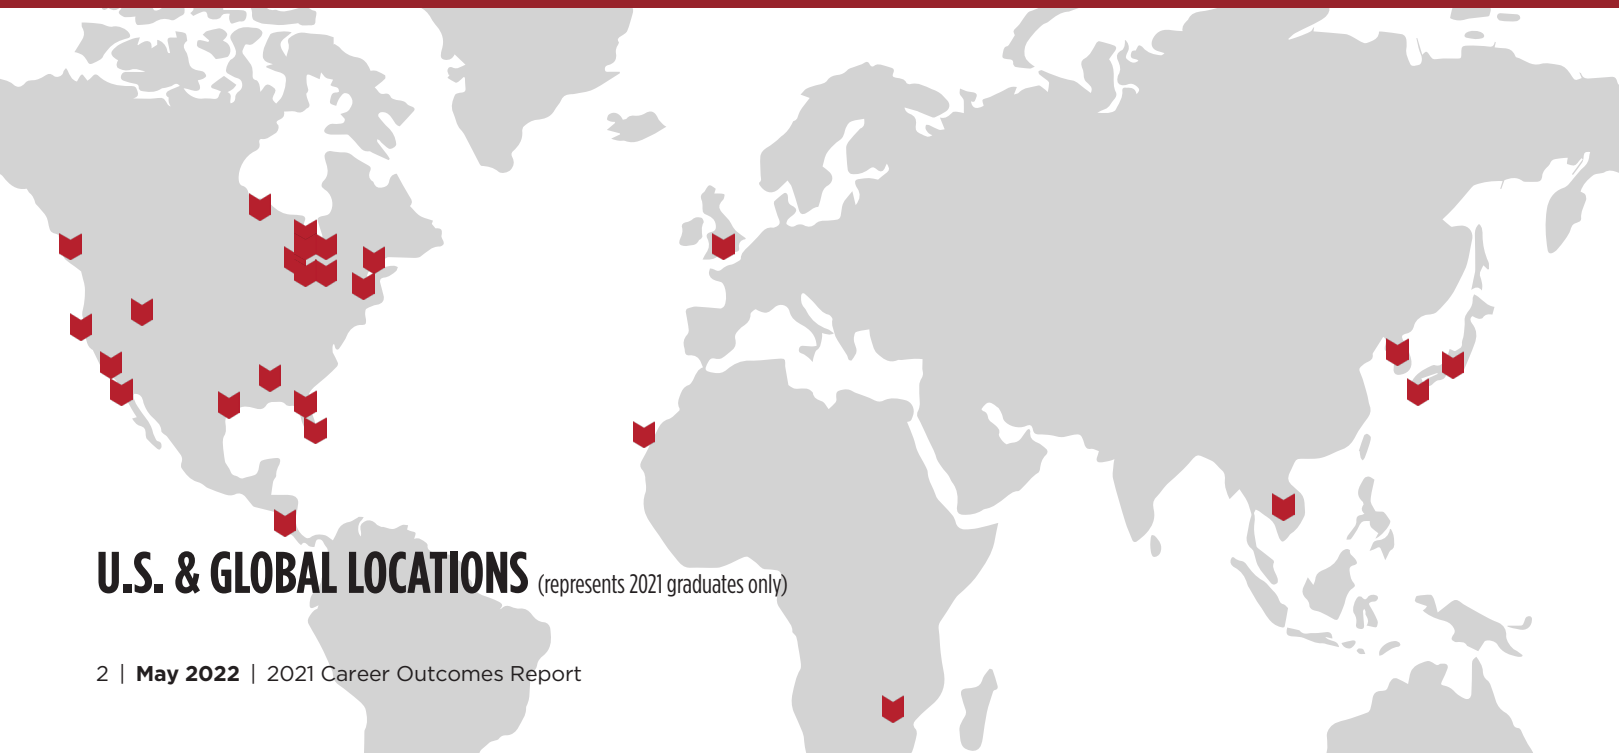 U.S. & GLOBAL LOCATIONS (represents 2021 graduates only)
2 | May 2022 | 2021 Career Outcomes Report